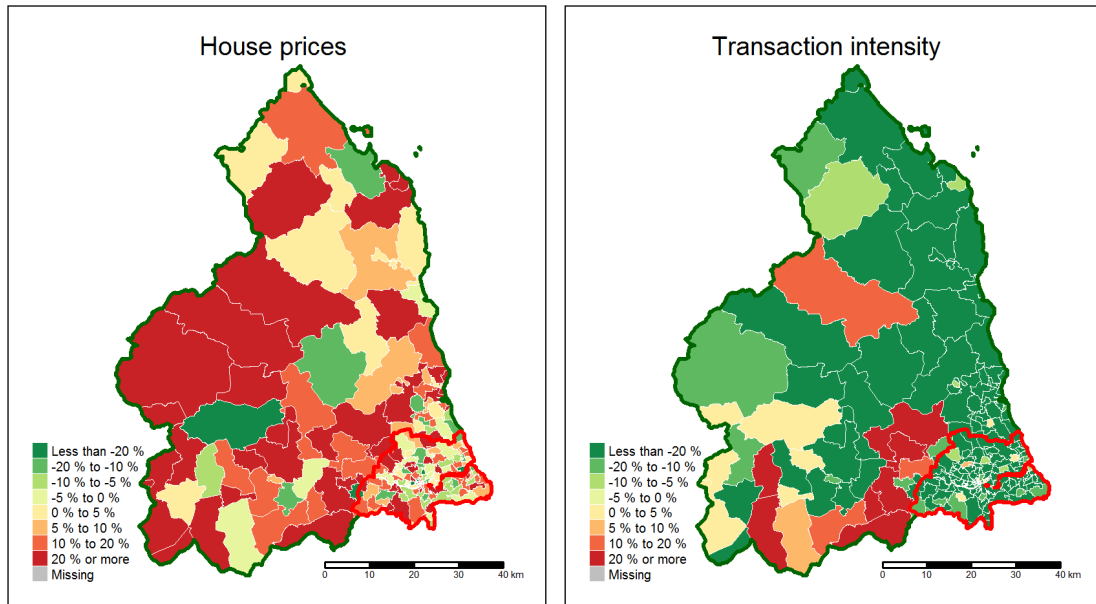 House prices
Less than -20 %
-20 % to -10 %
-10 % to -5 %
-5 % to 0 %
0 % to 5 %
5 % to 10 %
10 % to 20 %
20 % or more
Missing
0 10 20 30 40 km
Transaction intensity
Less than -20 %
-20 % to -10 %
-10 % to -5 %
-5 % to 0 %
0 % to 5 %
5 % to 10 %
10 % to 20 %
20 % or more
Missing
0 10 20 30 40 km